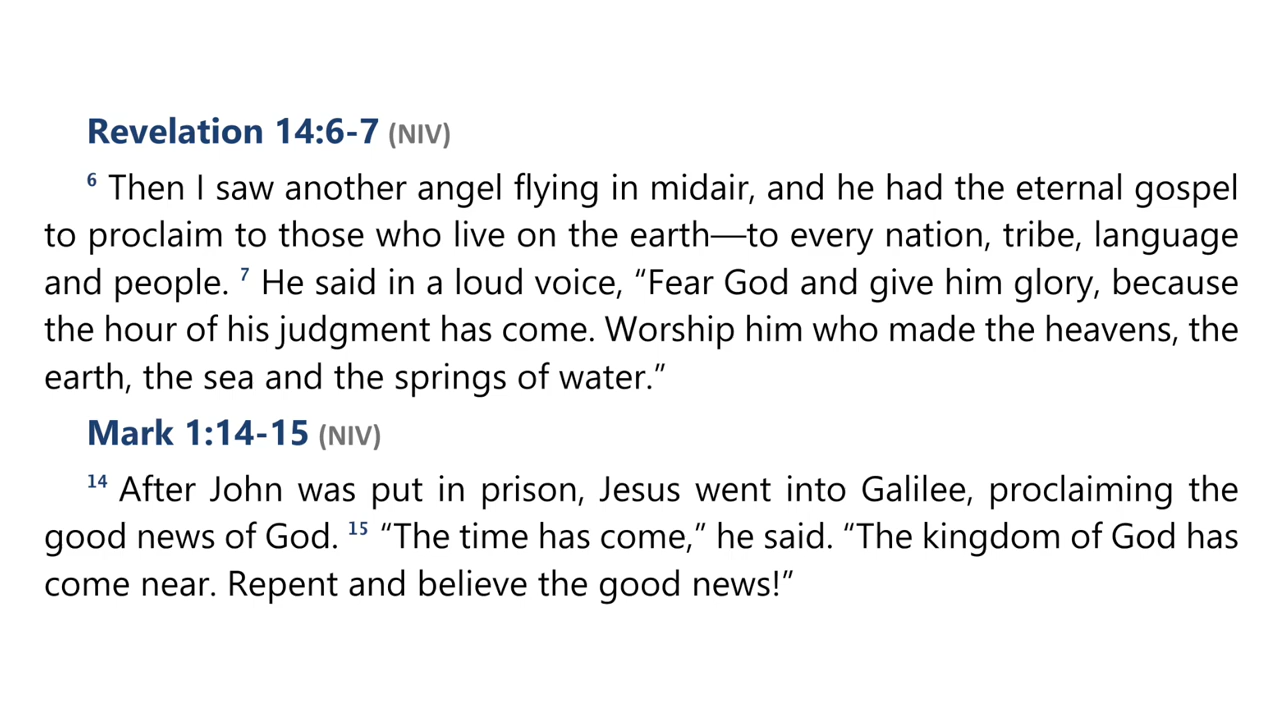 Revelation 14:6-7 (NIV)
6 Then I saw another angel flying in midair, and he had the eternal gospel
to proclaim to those who live on the earth—to every nation, tribe, language
and people. 7 He said in a loud voice, “Fear God and give him glory, because
the hour of his judgment has come. Worship him who made the heavens, the
earth, the sea and the springs of water.”
Mark 1:14-15 (NIV)
14 After John was put in prison, Jesus went into Galilee, proclaiming the
good news of God. 15 “The time has come,” he said. “The kingdom of God has
come near. Repent and believe the good news!”